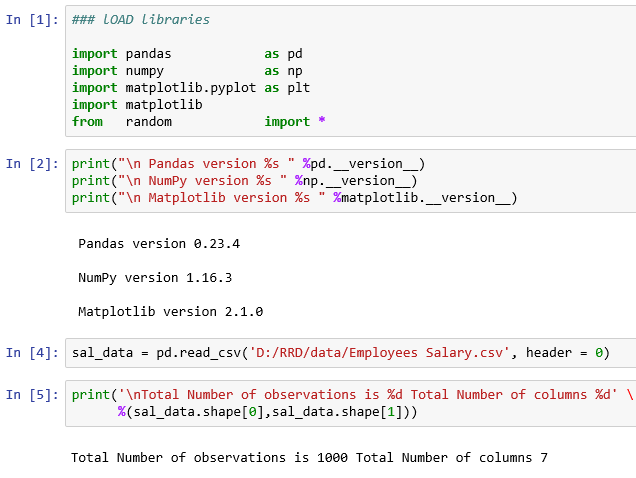 In [1]: ### lOAD libraries
import pandas as pd
import numpy as np
import matplotlib.pyplot as plt
import matplotlib
from random import *
In [2]: print("\n Pandas version %s " %pd.__version__)
print("\n NumPy version %s " %np.__version__)
print("\n Matplotlib version %s " %matplotlib.__version__)
Pandas version 0.23.4
NumPy version 1.16.3
Matplotlib version 2.1.0
In [4]: sal_data = pd.read_csv('D:/RRD/data/Employees Salary.csv', header = 0)
In [5]: print('\nTotal Number of observations is %d Total Number of columns %d' \
%(sal_data.shape[0],sal_data.shape[1]))
Total Number of observations is 1000 Total Number of columns 7